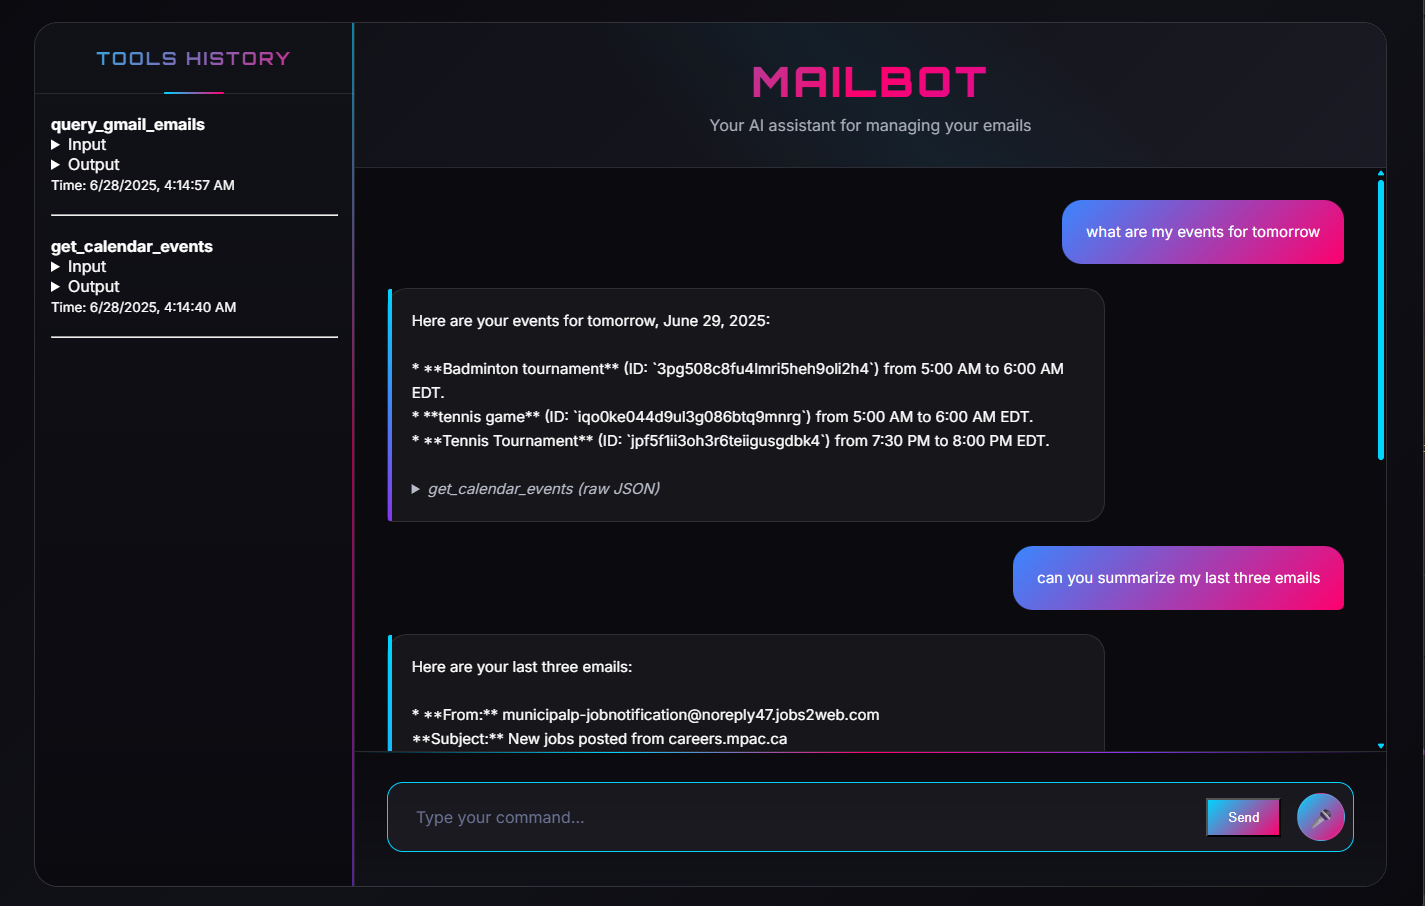 TOOLS HISTORY
query_gmail_emails
Input
Output
Time: 6/28/2025, 4:14:57 AM
get_calendar_events
Input
Output
Time: 6/28/2025, 4:14:40 AM
MAILBOT
Your AI assistant for managing your emails
what are my events for tomorrow
Here are your events for tomorrow, June 29, 2025:
* **Badminton tournament** (ID: `3pg508c8fu4lmri5heh9oli2h4`) from 5:00 AM to 6:00 AM
EDT.
* **tennis game** (ID: `iqo0ke044d9ul3g086btq9mnrg`) from 5:00 AM to 6:00 AM EDT.
* **Tennis Tournament** (ID: `jpf5f1ii3oh3r6teiigusgdbk4`) from 7:30 PM to 8:00 PM EDT.
get_calendar_events (raw JSON)
can you summarize my last three emails
Here are your last three emails:
* **From:** municipalp-jobnotification@noreply47.jobs2web.com
**Subject:** New jobs posted from careers.mpac.ca
Type your command...
Send